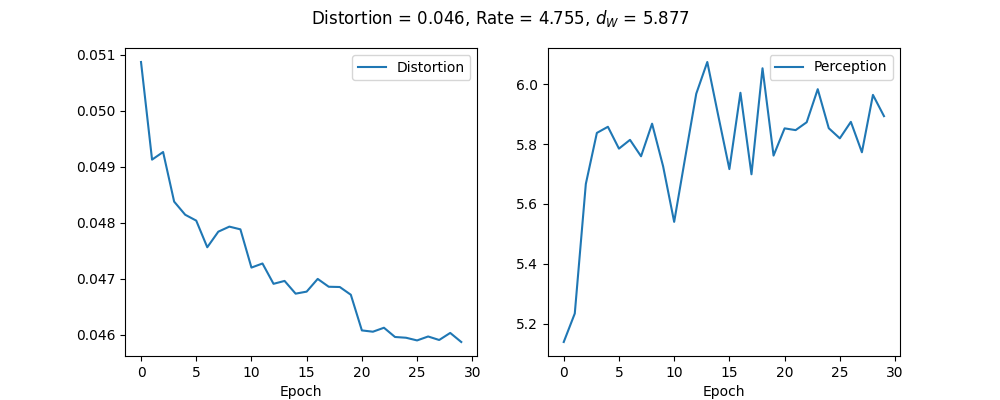 Distortion = 0.046, Rate = 4.755, d_W = 5.877
0.051
0.050
0.049
0.048
0.047
0.046
0 5 10 15 20 25 30
Epoch
Distortion
6.0
5.8
5.6
5.4
5.2
0 5 10 15 20 25 30
Epoch
Perception